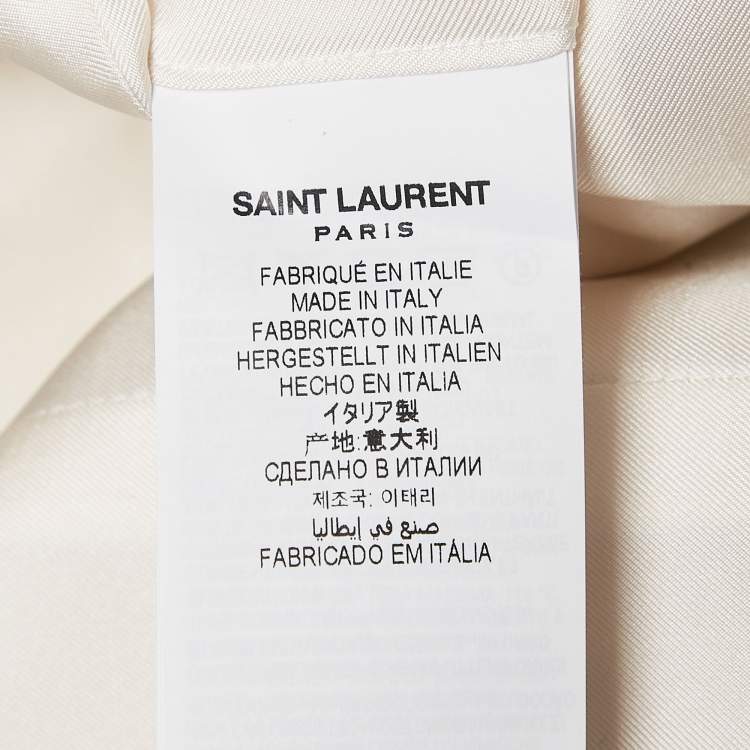 SAINT LAURENT
PARIS
FABRIQUÉ EN ITALIE
MADE IN ITALY
FABBRICATO IN ITALIA
HERGESTELLT IN ITALIEN
HECHO EN ITALIA
イタリア製
产地:意大利
СДЕЛАНО В ИТАЛИИ
제조국: 이태리
صنع في إيطاليا
FABRICADO EM ITÁLIA